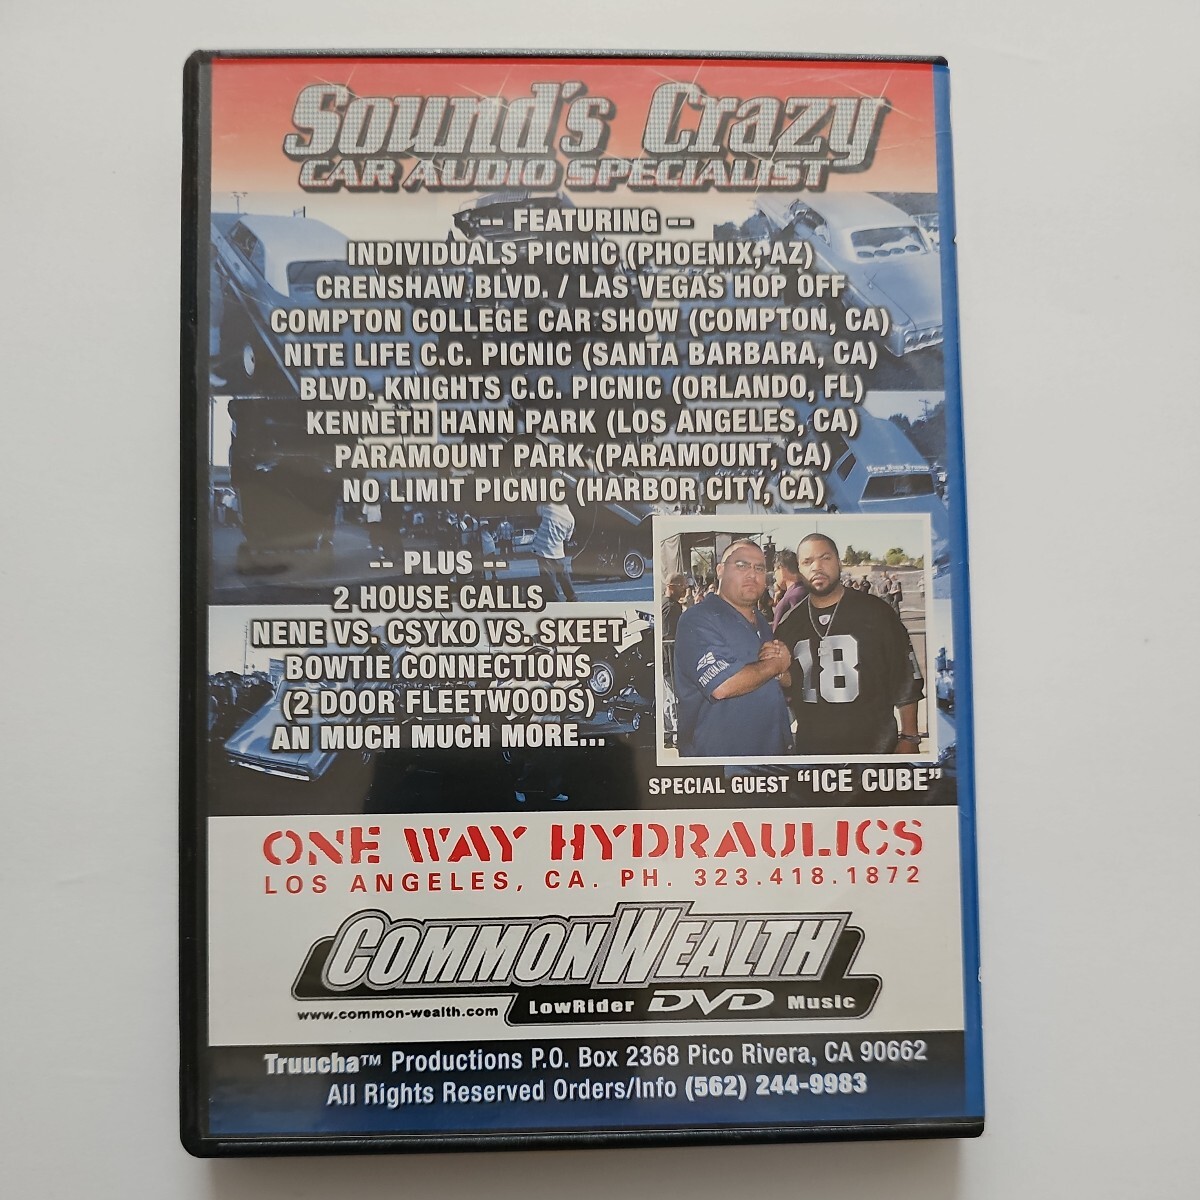 Sound's Crazy
CAR AUDIO SPECIALIST
-- FEATURING --
INDIVIDUALS PICNIC (PHOENIX, AZ)
CRENSHAW BLVD. / LAS VEGAS HOP OFF
COMPTON COLLEGE CAR SHOW (COMPTON, CA)
NITE LIFE C.C. PICNIC (SANTA BARBARA, CA)
BLVD. KNIGHTS C.C. PICNIC (ORLANDO, FL)
KENNETH HANN PARK (LOS ANGELES, CA)
PARAMOUNT PARK (PARAMOUNT, CA)
NO LIMIT PICNIC (HARBOR CITY, CA)
-- PLUS --
2 HOUSE CALLS
NENE VS. CSYKO VS. SKEET
BOWTIE CONNECTIONS
(2 DOOR FLEETWOODS)
AN MUCH MUCH MORE...
18
SPECIAL GUEST “ICE CUBE”
ONE WAY HYDRAULICS
LOS ANGELES, CA. PH. 323.418.1872
COMMONWEALTH
www.common-wealth.com LowRider DVD Music
Truucha™ Productions P.O. Box 2368 Pico Rivera, CA 90662
All Rights Reserved Orders/Info (562) 244-9983